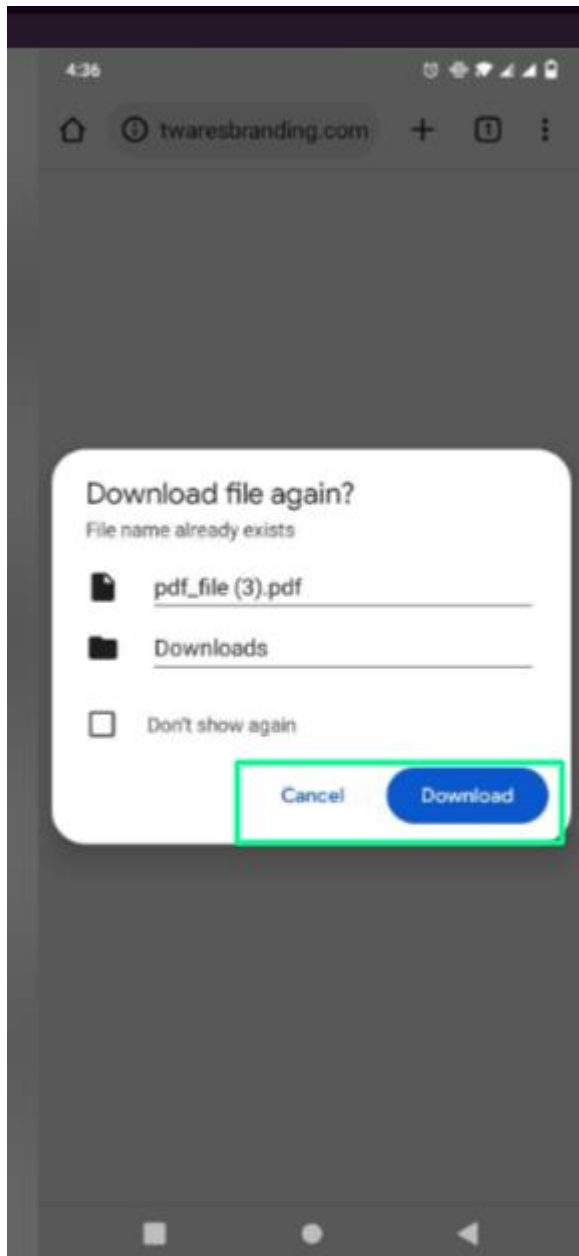 4:36
twaresbranding.com
1
Download file again?
File name already exists
pdf_file (3).pdf
Downloads
Don't show again
Cancel Download